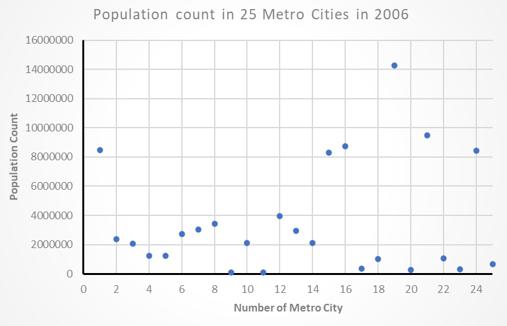 Population count in 25 Metro Cities in 2006
16000000
14000000
12000000
10000000
8000000
6000000
4000000
2000000
0
Population Count
0 2 4 6 8 10 12 14 16 18 20 22 24
Number of Metro City